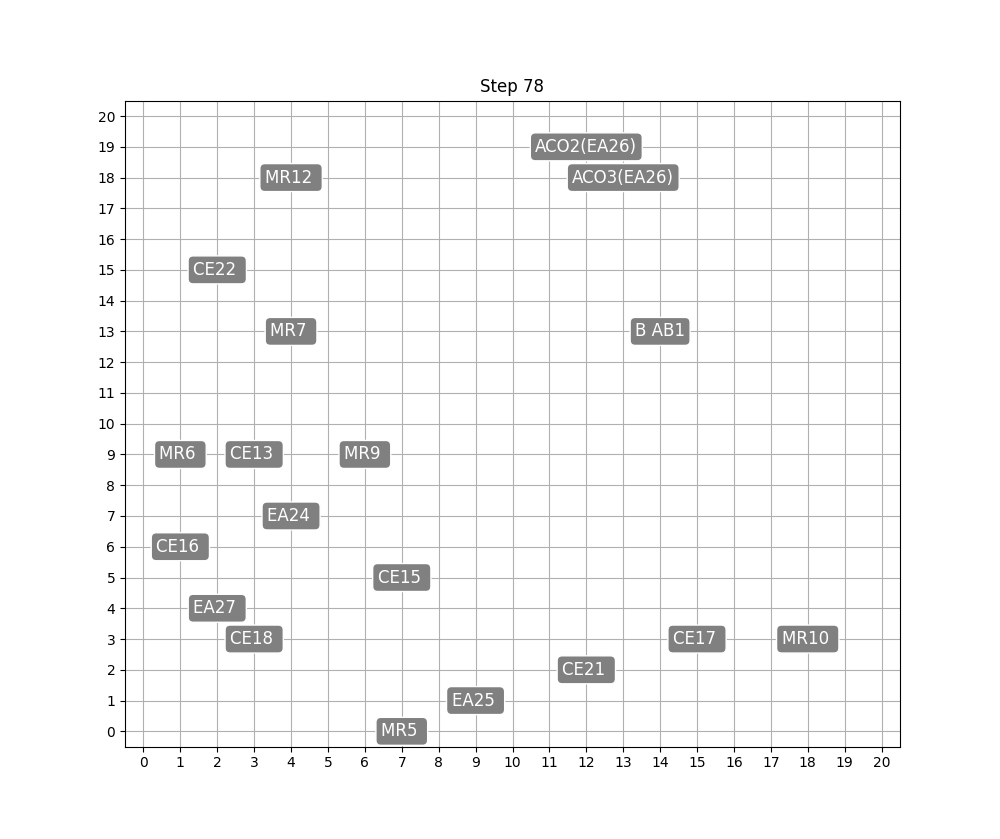 Step 78
20
19
18
17
16
15
14
13
12
11
10
9
8
7
6
5
4
3
2
1
0
ACO2(EA26)
MR12
ACO3(EA26)
CE22
MR7
B AB1
MR6
CE13
MR9
EA24
CE16
CE15
EA27
CE18
CE17
MR10
CE21
EA25
MR5
0 1 2 3 4 5 6 7 8 9 10 11 12 13 14 15 16 17 18 19 20